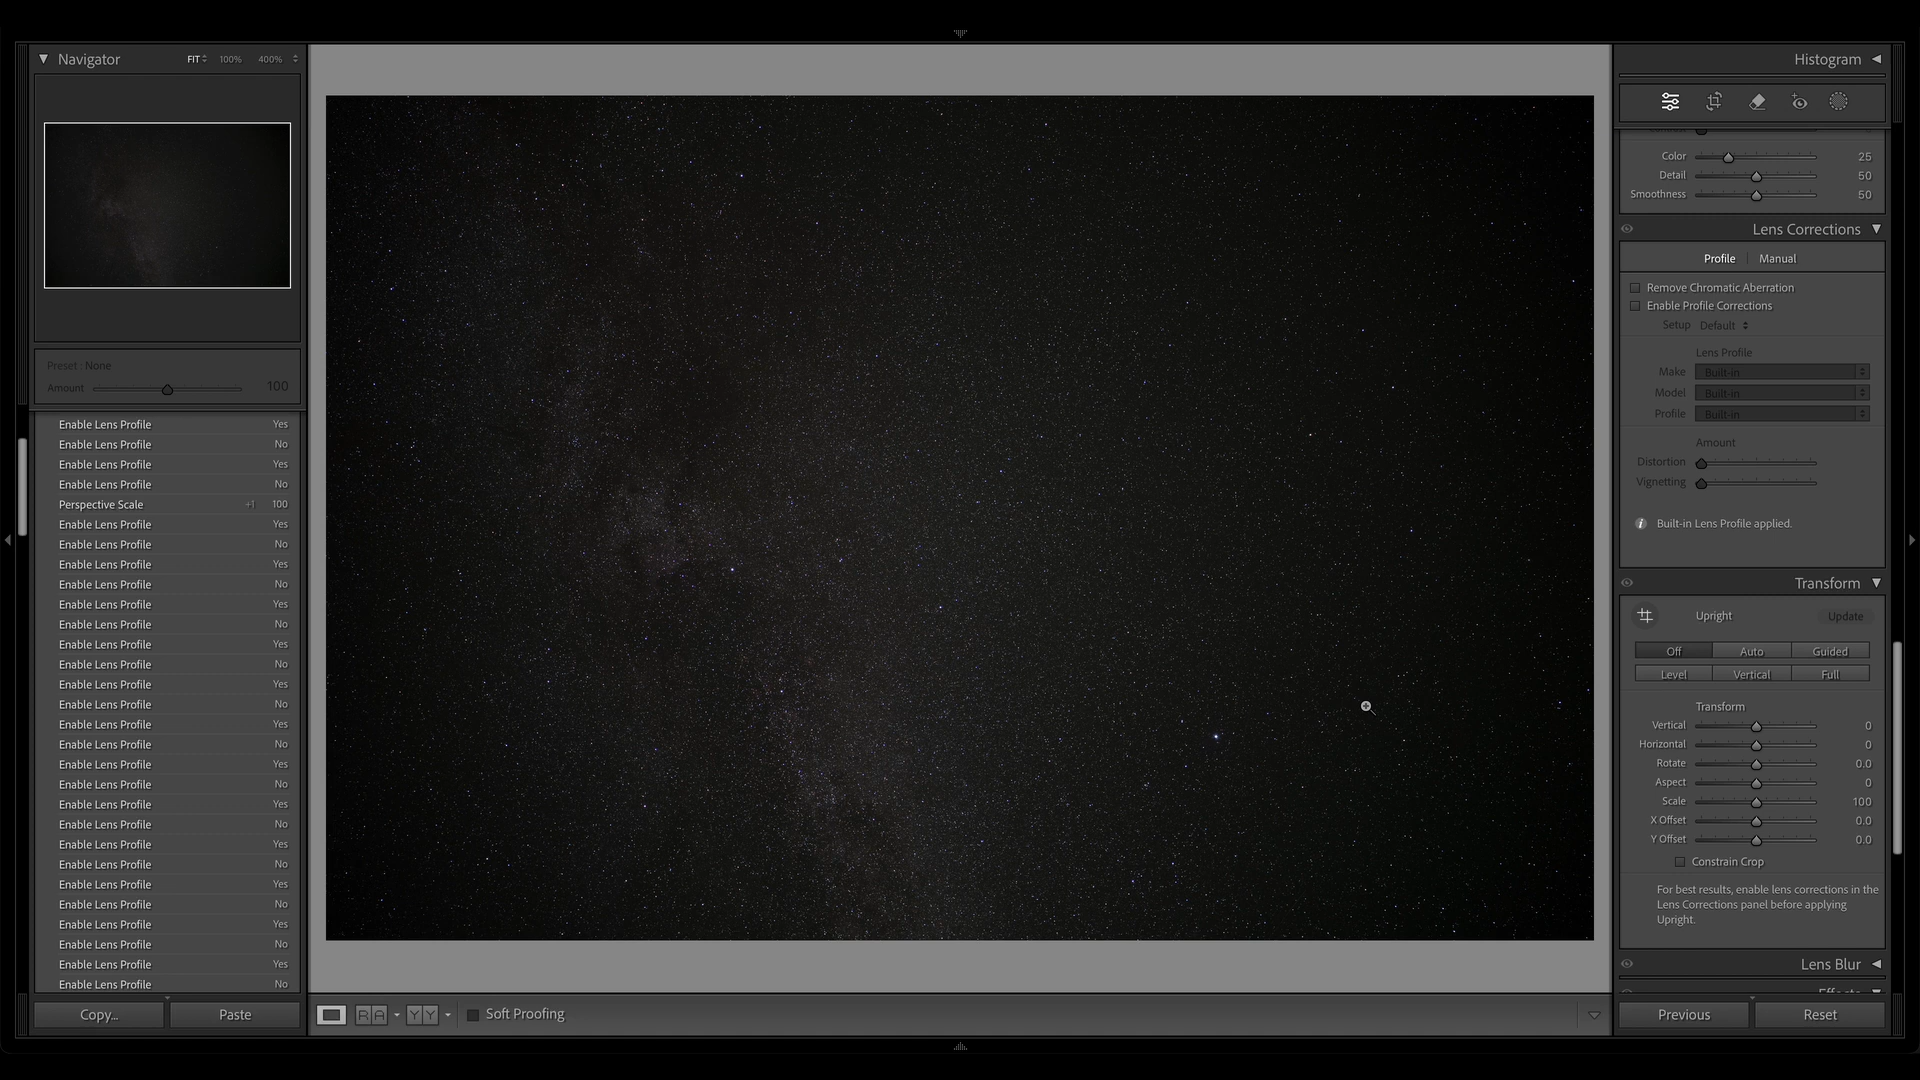 Navigator FIT 100% 400%
Preset : None
Amount 100
Enable Lens Profile Yes
Enable Lens Profile No
Enable Lens Profile Yes
Enable Lens Profile No
Perspective Scale +1 100
Enable Lens Profile Yes
Enable Lens Profile No
Enable Lens Profile Yes
Enable Lens Profile No
Enable Lens Profile Yes
Enable Lens Profile No
Enable Lens Profile Yes
Enable Lens Profile No
Enable Lens Profile Yes
Enable Lens Profile No
Enable Lens Profile Yes
Enable Lens Profile No
Enable Lens Profile Yes
Enable Lens Profile No
Enable Lens Profile Yes
Enable Lens Profile No
Enable Lens Profile Yes
Enable Lens Profile No
Enable Lens Profile Yes
Enable Lens Profile No
Enable Lens Profile Yes
Enable Lens Profile No
Enable Lens Profile Yes
Enable Lens Profile No
Copy... Paste
R A Y Y Soft Proofing
Histogram
Color 25
Detail 50
Smoothness 50
Lens Corrections
Profile Manual
Remove Chromatic Aberration
Enable Profile Corrections
Setup Default
Lens Profile
Make Built-in
Model Built-in
Profile Built-in
Amount
Distortion
Vignetting
Built-in Lens Profile applied.
Transform
Upright Update
Off Auto Guided
Level Vertical Full
Transform
Vertical 0
Horizontal 0
Rotate 0.0
Aspect 0
Scale 100
X Offset 0.0
Y Offset 0.0
Constrain Crop
For best results, enable lens corrections in the
Lens Corrections panel before applying
Upright.
Lens Blur
Previous Reset